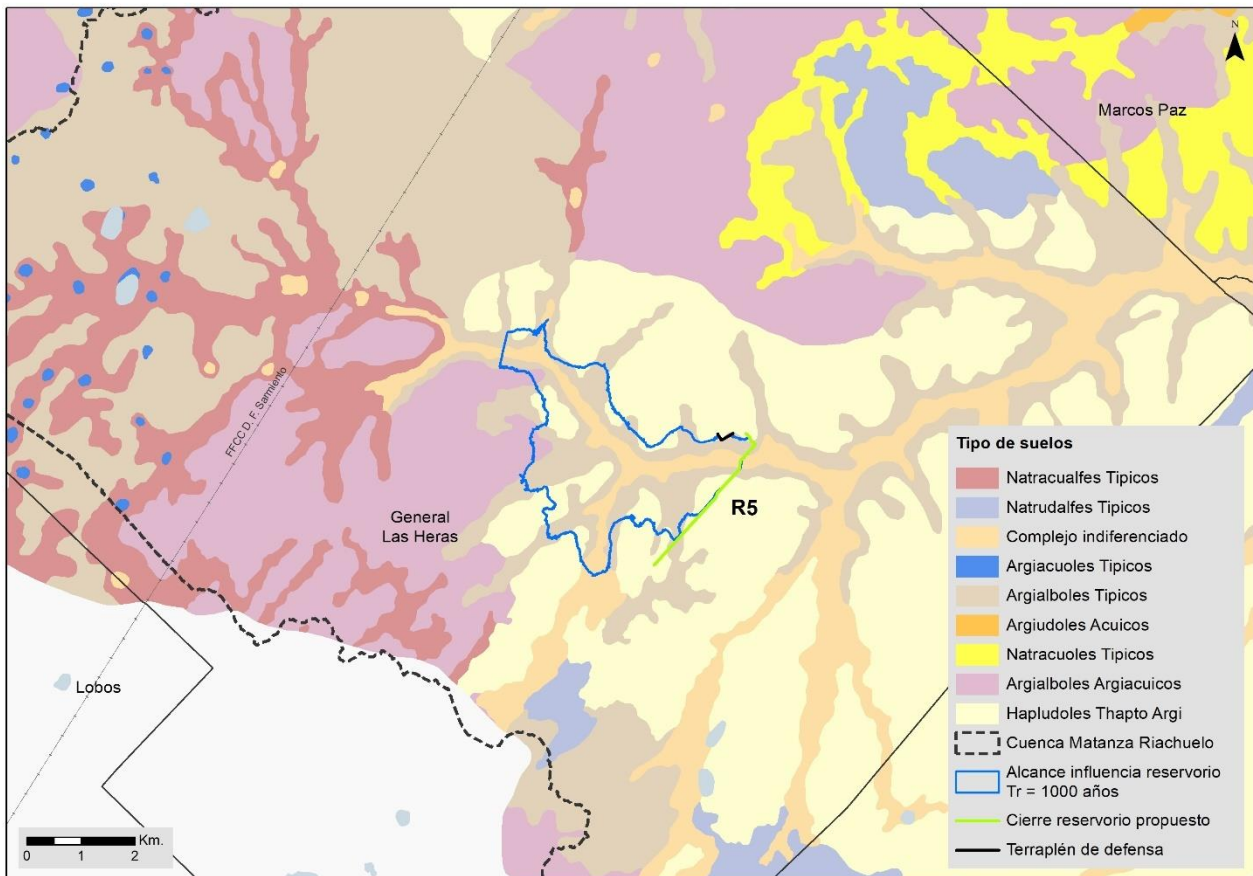 N
Marcos Paz
FFCC D. F. Sarmiento
General
Las Heras
R5
Lobos
Tipo de suelos
Natracualfes Tipicos
Natrudalfes Tipicos
Complejo indiferenciado
Argiacuoles Tipicos
Argialboles Tipicos
Argiudoles Acuicos
Natracuoles Tipicos
Argialboles Argiacuicos
Hapludoles Thapto Argi
Cuenca Matanza Riachuelo
Alcance influencia reservorio
Tr = 1000 años
Cierre reservorio propuesto
Terraplén de defensa
Km.
0 1 2